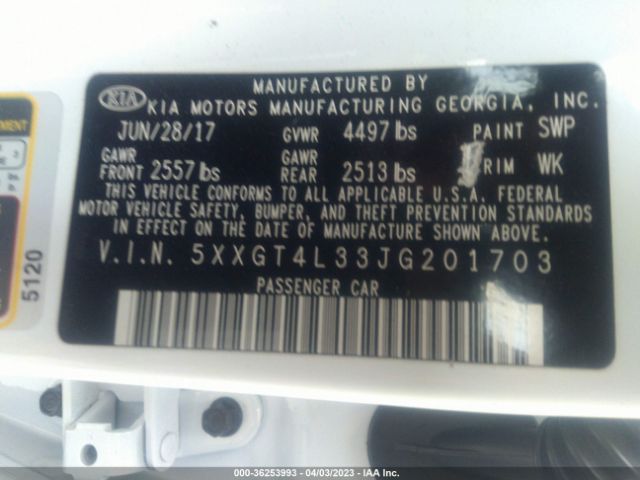 MANUFACTURED BY
KIA KIA MOTORS MANUFACTURING GEORGIA, INC.
JUN/28/17 GVWR 4497 lbs PAINT SWP
GAWR FRONT 2557 lbs GAWR REAR 2513 lbs TRIM WK
THIS VEHICLE CONFORMS TO ALL APPLICABLE U.S.A. FEDERAL
MOTOR VEHICLE SAFETY, BUMPER, AND THEFT PREVENTION STANDARDS
IN EFFECT ON THE DATE OF MANUFACTURE SHOWN ABOVE.
V.I.N. 5XXGT4L33JG201703
PASSENGER CAR
5120
000-36253993 - 04/03/2023 - IAA Inc.